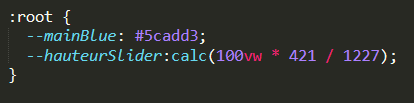 :root {
  --mainBlue: #5cadd3;
  --hauteurSlider:calc(100vw * 421 / 1227);
}